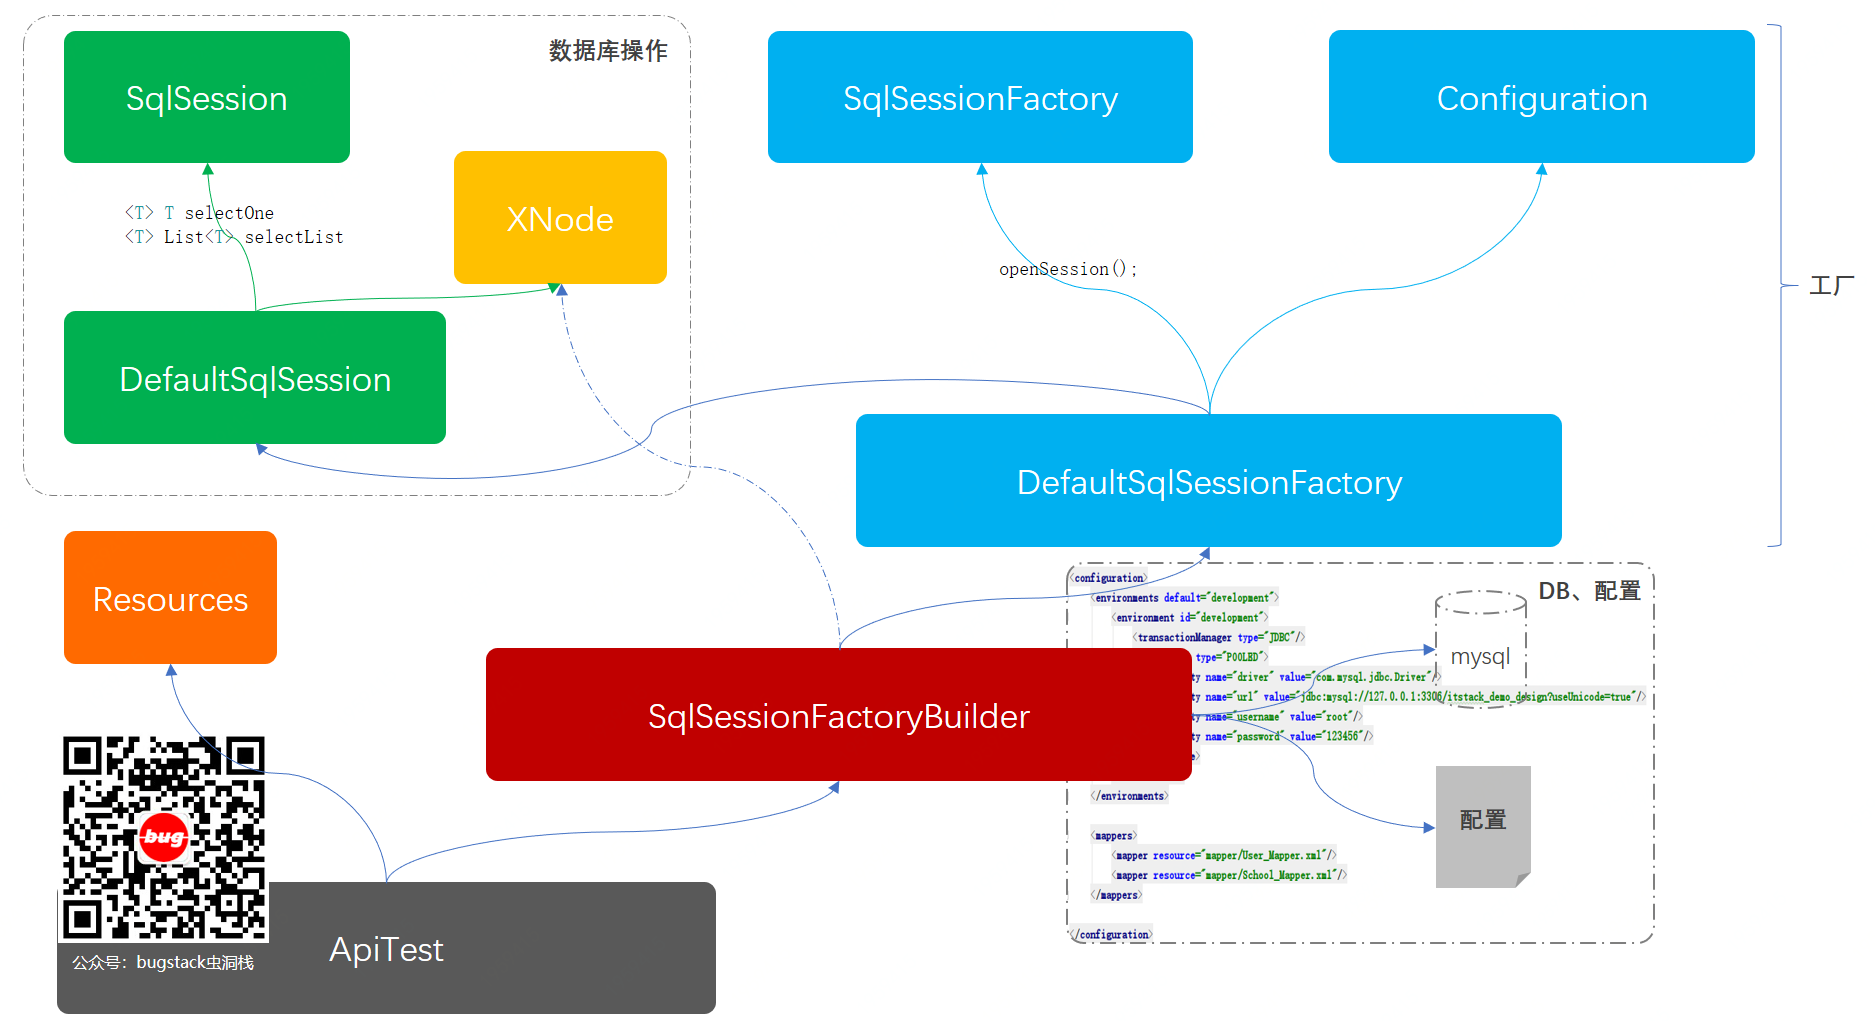 数据库操作
SqlSession
SqlSessionFactory
Configuration
XNode
<T> T selectOne
<T> List<T> selectList
openSession();
工厂
DefaultSqlSession
DefaultSqlSessionFactory
Resources
DB、配置
<configuration>
<environments default="development">
<environment id="development">
<transactionManager type="JDBC"/>
type="POOLED">
ty name="driver" value="com.mysql.jdbc.Driver"/>
ty name="url" value="jdbc:mysql://127.0.0.1:3306/itstack_demo_design?useUnicode=true"/>
ty name="username" value="root"/>
ty name="password" value="123456"/>
e>
</environments>
<mappers>
<mapper resource="mapper/User_Mapper.xml"/>
<mapper resource="mapper/School_Mapper.xml"/>
</mappers>
</configuration>
mysql
配置
SqlSessionFactoryBuilder
bug
ApiTest
公众号：bugstack虫洞栈